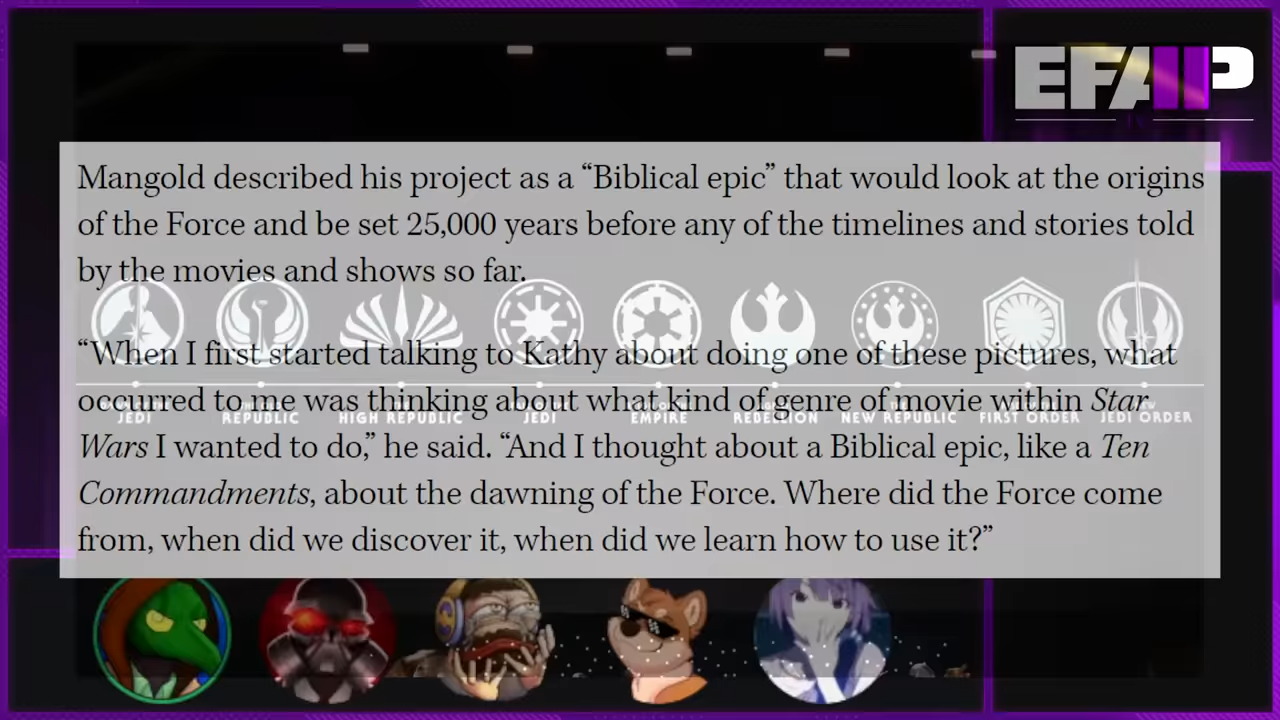 EFAP
Mangold described his project as a “Biblical epic” that would look at the origins
of the Force and be set 25,000 years before any of the timelines and stories told
by the movies and shows so far.
“When I first started talking to Kathy about doing one of these pictures, what
occurred to me was thinking about what kind of genre of movie within Star
Wars I wanted to do,” he said. “And I thought about a Biblical epic, like a Ten
Commandments, about the dawning of the Force. Where did the Force come
from, when did we discover it, when did we learn how to use it?”
JEDI
REPUBLIC
HIGH REPUBLIC
JEDI
EMPIRE
REBELLION
NEW REPUBLIC
FIRST ORDER
JEDI ORDER